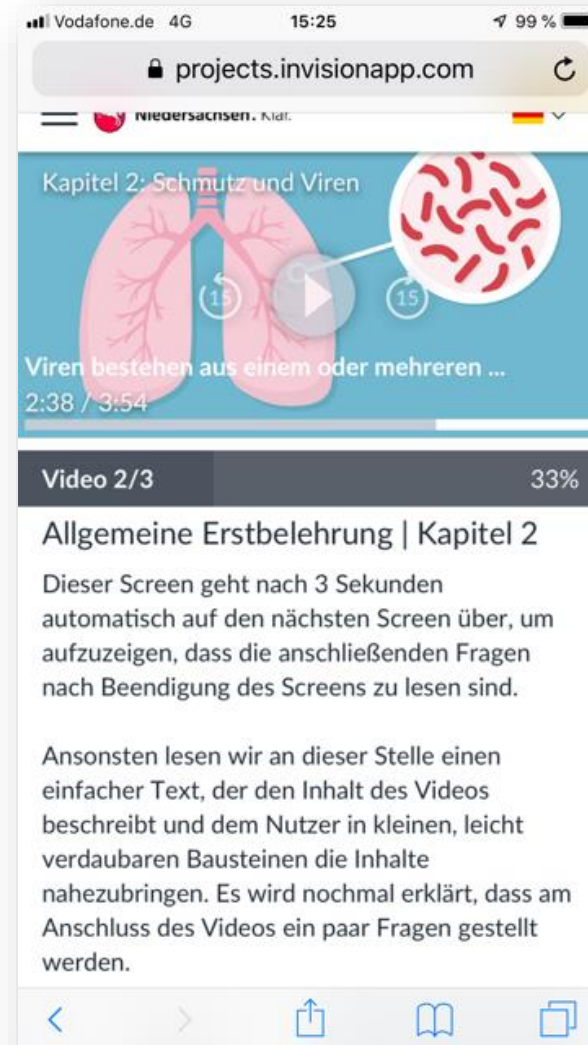 Vodafone.de 4G 15:25 99 %
projects.invisionapp.com
Niedersachsen. Klar.
Kapitel 2: Schmutz und Viren
15 15
Viren bestehen aus einem oder mehreren ...
2:38 / 3:54
Video 2/3 33%
Allgemeine Erstbelehrung | Kapitel 2
Dieser Screen geht nach 3 Sekunden
automatisch auf den nächsten Screen über, um
aufzuzeigen, dass die anschließenden Fragen
nach Beendigung des Screens zu lesen sind.
Ansonsten lesen wir an dieser Stelle einen
einfacher Text, der den Inhalt des Videos
beschreibt und dem Nutzer in kleinen, leicht
verdaubaren Bausteinen die Inhalte
nahezubringen. Es wird nochmal erklärt, dass am
Anschluss des Videos ein paar Fragen gestellt
werden.